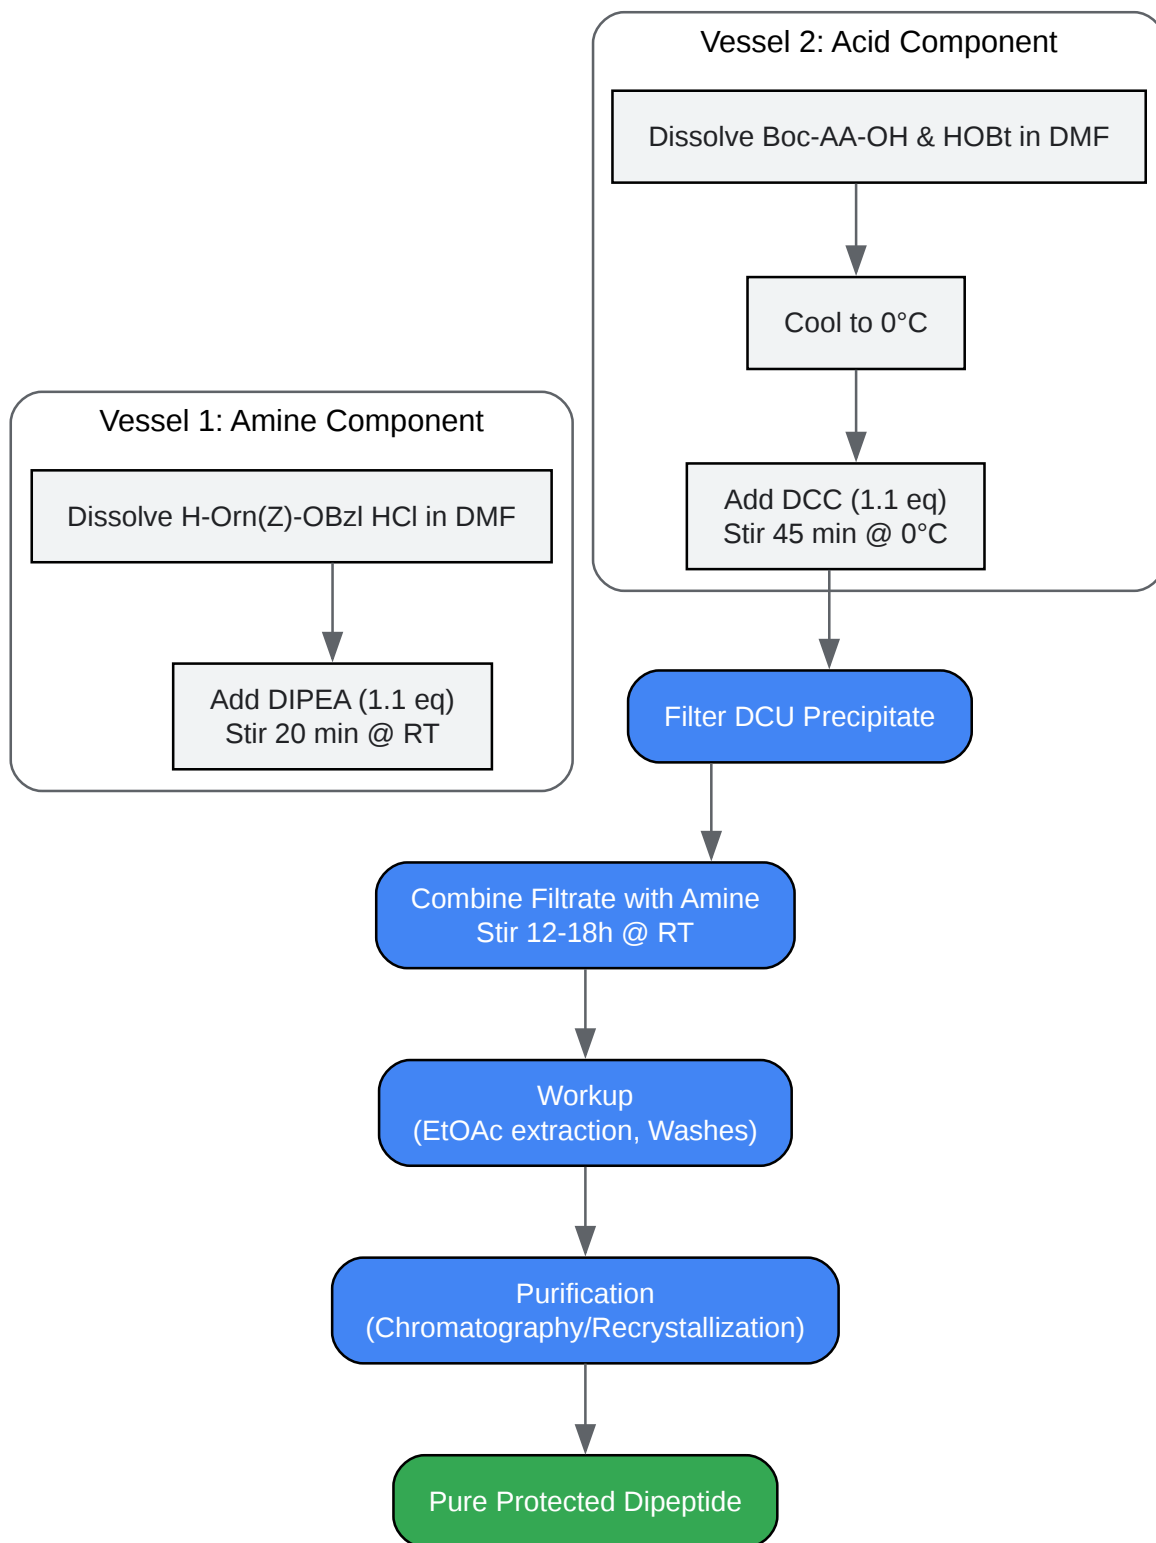 Vessel 2: Acid Component
Dissolve Boc-AA-OH & HOBt in DMF
Cool to 0°C
Add DCC (1.1 eq)
Stir 45 min @ 0°C
Vessel 1: Amine Component
Dissolve H-Orn(Z)-OBzl HCl in DMF
Add DIPEA (1.1 eq)
Stir 20 min @ RT
Filter DCU Precipitate
Combine Filtrate with Amine
Stir 12-18h @ RT
Workup
(EtOAc extraction, Washes)
Purification
(Chromatography/Recrystallization)
Pure Protected Dipeptide